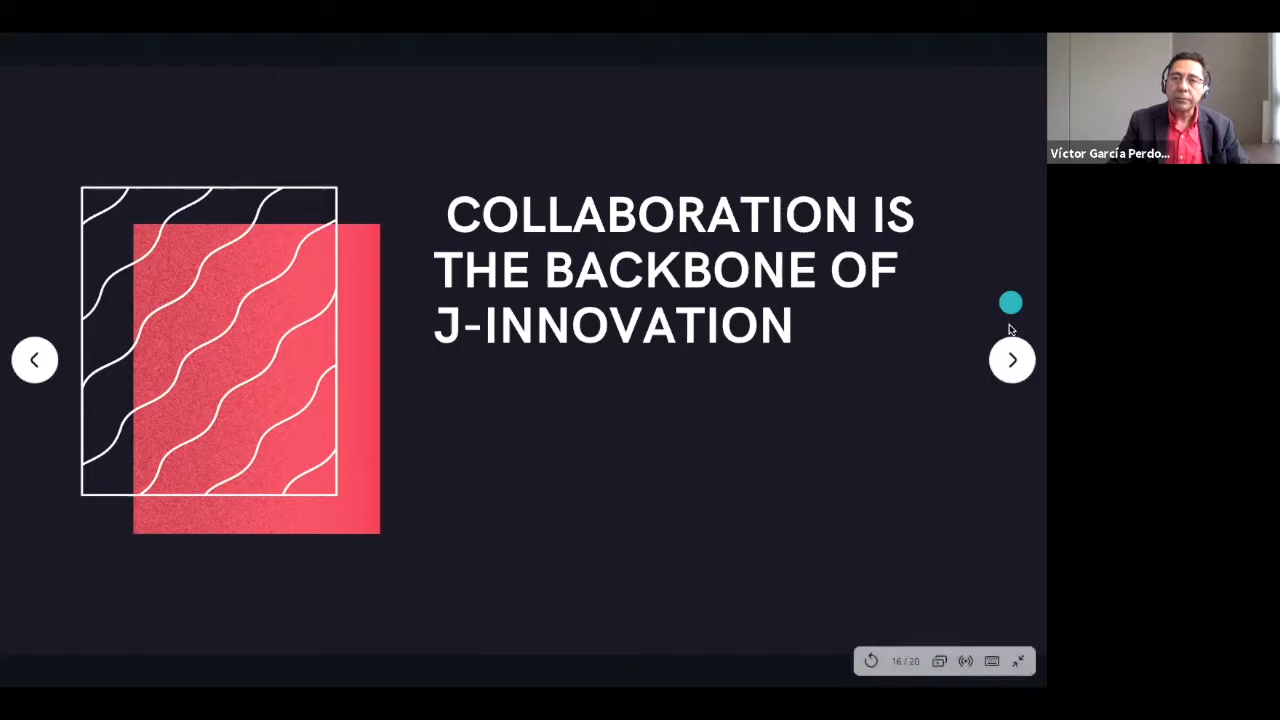 COLLABORATION IS
THE BACKBONE OF
J-INNOVATION
Víctor García Perdo...
16 / 20